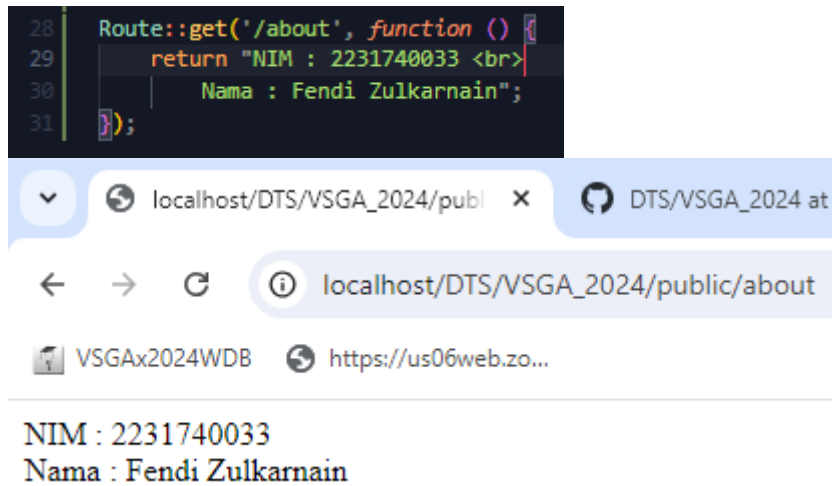 28 Route::get('/about', function () {
29 return "NIM : 2231740033 <br>
30 Nama : Fendi Zulkarnain";
31 });
localhost/DTS/VSGA_2024/publ DTS/VSGA_2024 at
localhost/DTS/VSGA_2024/public/about
VSGAx2024WDB https://us06web.zo...
NIM : 2231740033
Nama : Fendi Zulkarnain